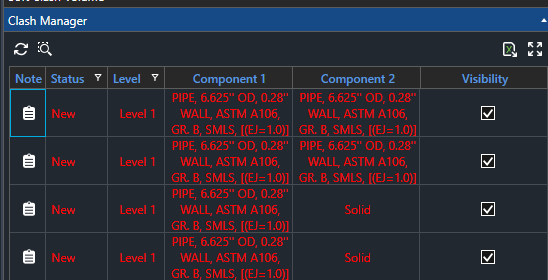 Clash Manager
Note Status Level Component 1 Component 2 Visibility
PIPE, 6.625" OD, 0.28" PIPE, 6.625" OD, 0.28"
New Level 1 WALL, ASTM A106, WALL, ASTM A106,
GR. B, SMLS, [(EJ=1.0)] GR. B, SMLS, [(EJ=1.0)]
PIPE, 6.625" OD, 0.28" PIPE, 6.625" OD, 0.28"
New Level 1 WALL, ASTM A106, WALL, ASTM A106,
GR. B, SMLS, [(EJ=1.0)] GR. B, SMLS, [(EJ=1.0)]
PIPE, 6.625" OD, 0.28"
New Level 1 WALL, ASTM A106, Solid
GR. B, SMLS, [(EJ=1.0)]
PIPE, 6.625" OD, 0.28"
New Level 1 WALL, ASTM A106, Solid
GR. B, SMLS, [(EJ=1.0)]